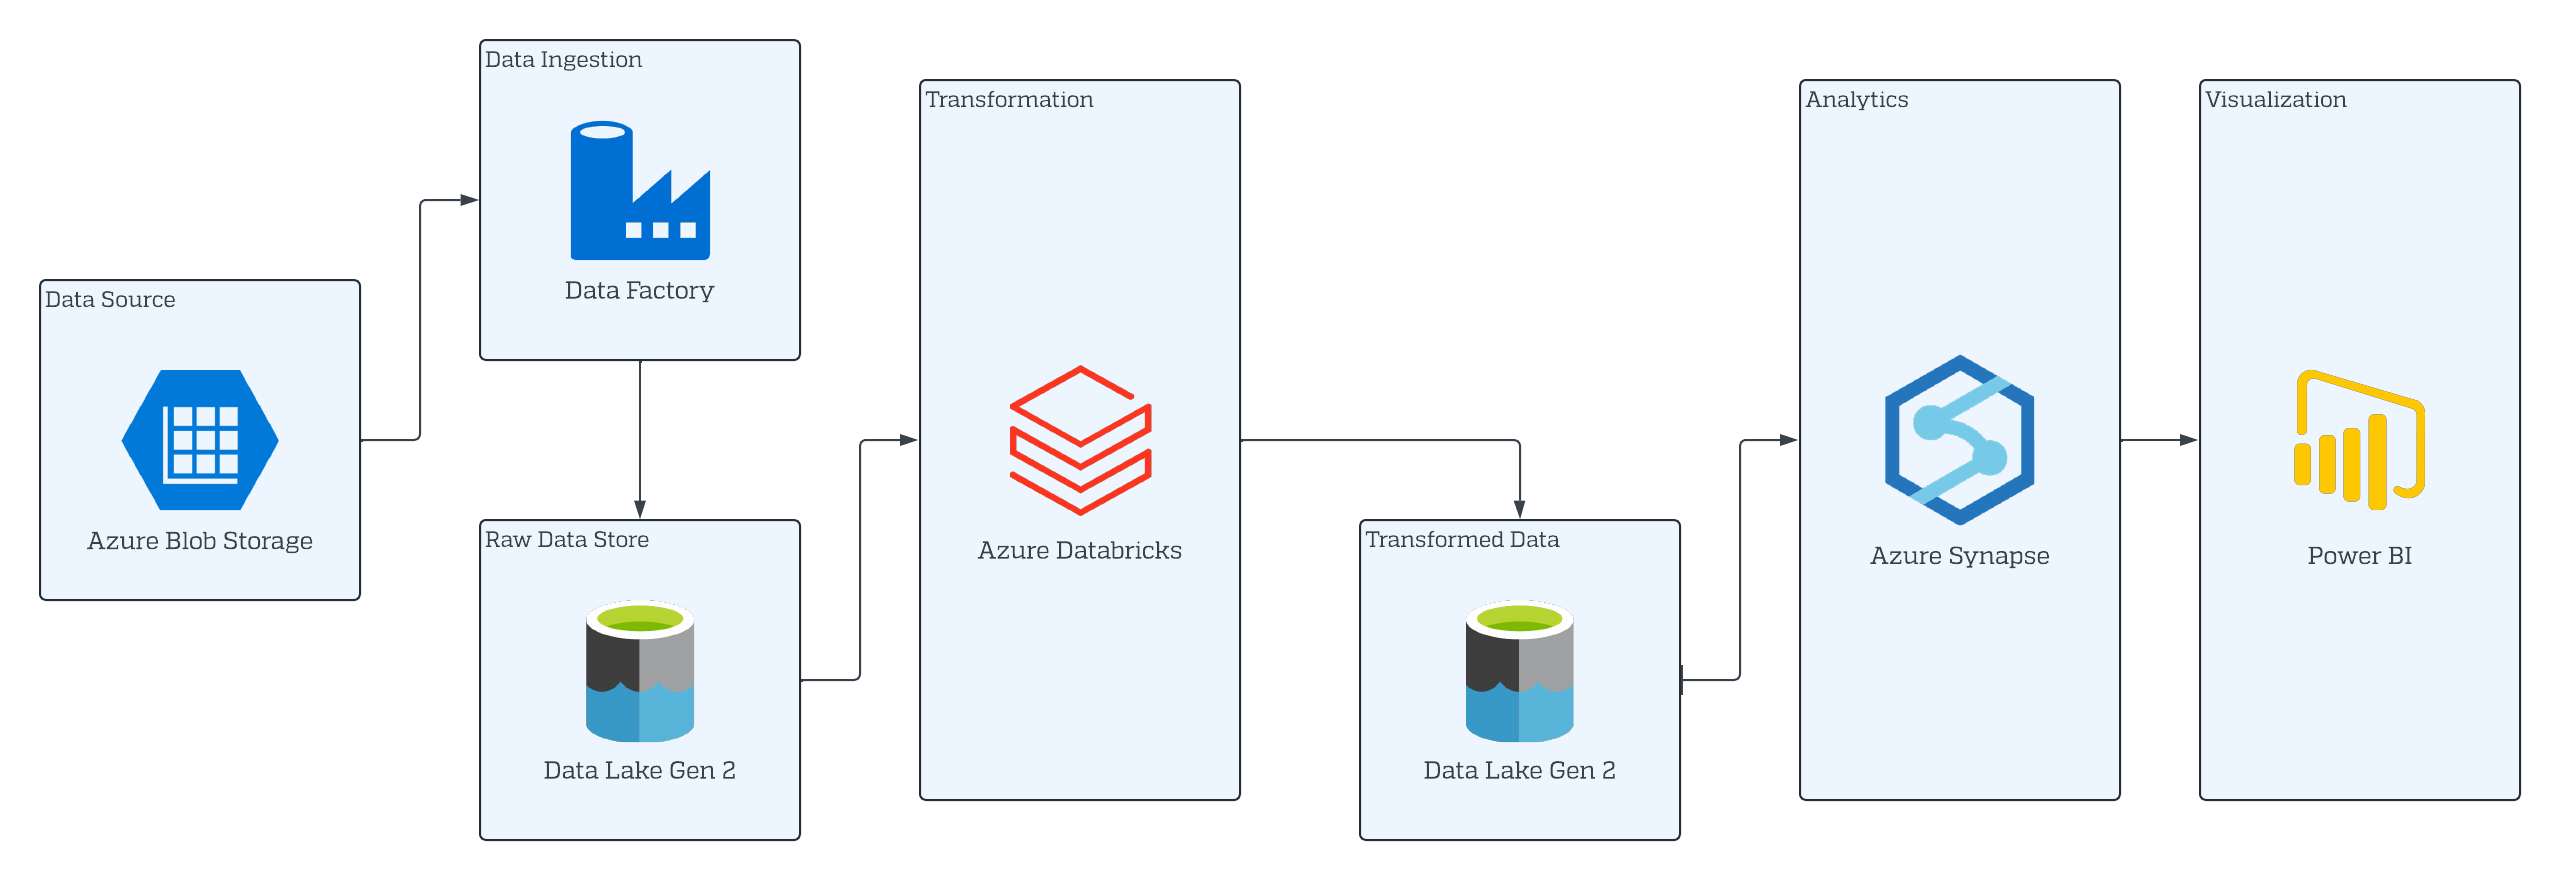 Data Source
Azure Blob Storage
Data Ingestion
Data Factory
Raw Data Store
Data Lake Gen 2
Transformation
Azure Databricks
Transformed Data
Data Lake Gen 2
Analytics
Azure Synapse
Visualization
Power BI